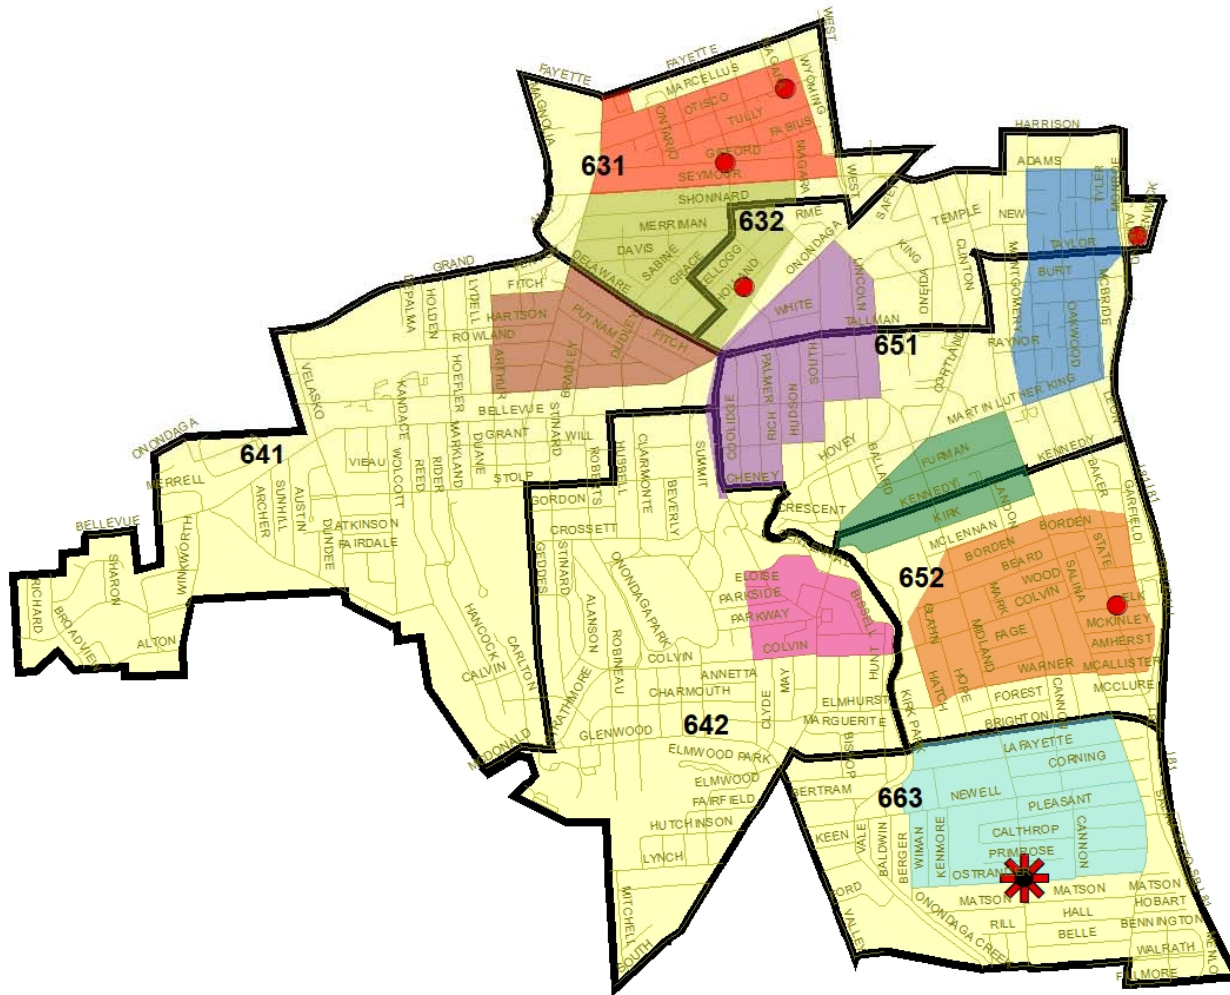 WEST
FAYETTE
FAYETTE
MARCELLUS
WYOMING
MAGNOLIA
OTISCO
ONTARIO
TULLY
FABIUS
HARRISON
GIFFORD
631
SEYMOUR
NIAGARA
WEST
ADAMS
TYLER
SHONNARD
632
RME
TEMPLE
NEW
MERRIMAN
ONONDAGA
TAYLOR
DAVIS
SABINE
GRACE
KING
CLINTON
GRAND
DELAWARE
HOLLAND
LINCOLN
ONEIDA
MONTGOMERY
BURT
MCBRIDE
DEPALMA
HOLDEN
LYDELL
FITCH
HARTSON
PUTNAM
WHITE
TALLMAN
OAKWOOD
ROWLAND
DUDLEY
FITCH
651
RAYNOR
VELASKO
HOEFLER
ARTHUR
BRADLEY
PALMER
SOUTH
CORTLAND
KANDACE
RICH
HUDSON
MARTIN LUTHER KING
LEON
BELLEVUE
STINARD
COOLIDGE
ONONDAGA
GRANT
WILL
HOVEY
641
MARKLAND
DUANE
HUBBELL
CLAIRMONTE
SUMMIT
BALLARD
FURMAN
KENNEDY
VIEAU
WOLCOTT
REED
RIDER
STOLP
ROBERTS
CHENEY
BAKER
MERRELL
ARCHER
SUNHILL
AUSTIN
GORDON
BEVERLY
KENNEDY
LANDON
GARFIELD
CRESCENT
KIRK
BELLEVUE
ATKINSON
CROSSETT
BORDEN
WINKWORTH
DUNDEE
FAIRDALE
MCLENNAN
BORDEN
STATE
SHARON
GEDDES
STINARD
BEARD
RICHARD
ONONDAGA PARK
ELOISE
652
WOOD
SALINA
BROADVIEW
ALANSON
PARKSIDE
BISSELL
MARK
COLVIN
ELK
HANCOCK
PARKWAY
MIDLAND
PAGE
MCKINLEY
ALTON
CARLTON
ROBINEAU
COLVIN
AMHERST
CALVIN
COLVIN
HUNT
WARNER
MCALLISTER
ANNETTA
MAY
HATCH
HOPE
STRATHMORE
CHARMOUTH
CLYDE
ELMHURST
FOREST
CANNON
MCCLURE
642
MARGUERITE
KIRK PARK
BRIGHTON
GLENWOOD
MCDONALD
ELMWOOD PARK
BISHOP
LAFAYETTE
CORNING
ELMWOOD
BERTRAM
663
NEWELL
FAIRFIELD
PLEASANT
HUTCHINSON
KEEN
VALE
BALDWIN
BERGER
WIMAN
KENMORE
CALTHROP
CANNON
LYNCH
PRIMROSE
OSTRANDER
MITCHELL
MATSON
MATSON
MATSON
HOBART
VALLEY
ONONDAGA CREEK
HALL
RILL
BENNINGTON
BELLE
SOUTH
WALRATH